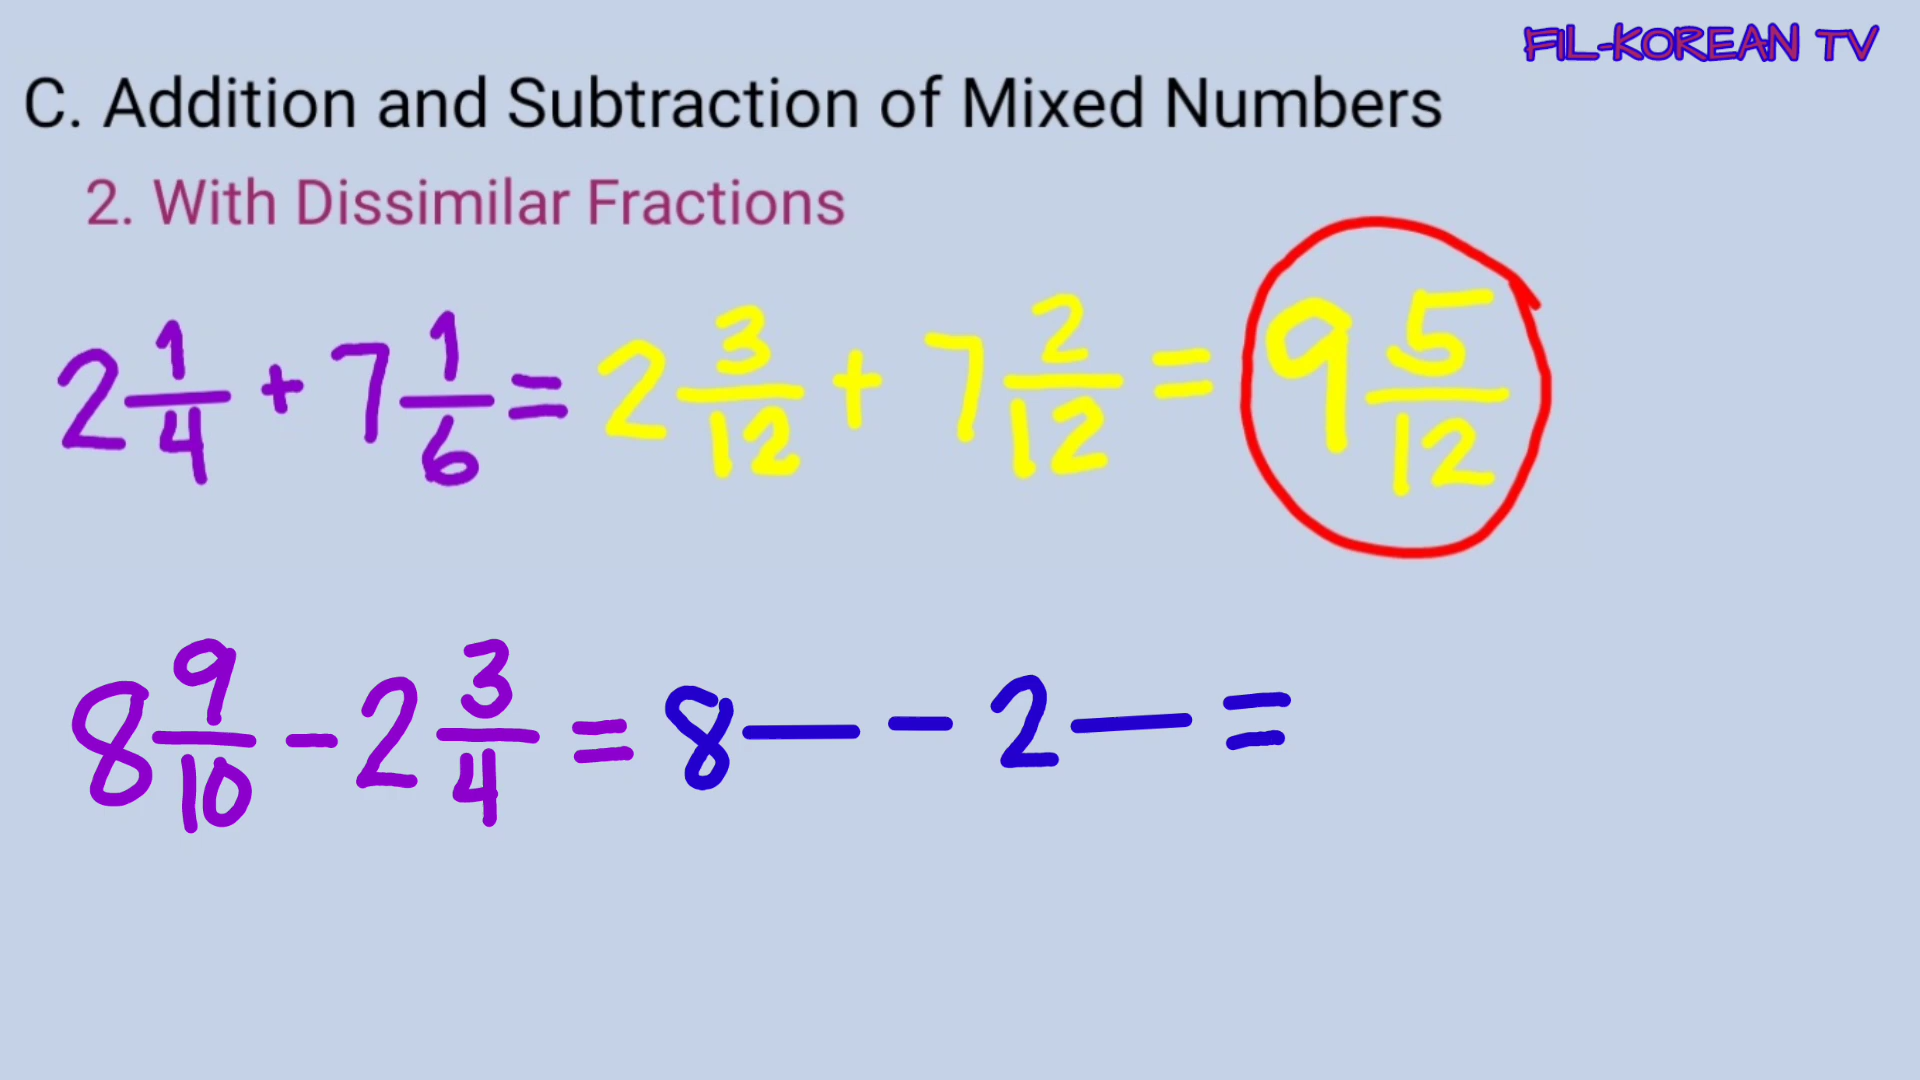 FIL-KOREAN TV
C. Addition and Subtraction of Mixed Numbers
2. With Dissimilar Fractions
2 1/4 + 7 1/6 = 2 3/12 + 7 2/12 = 9 5/12
8 9/10 - 2 3/4 = 8 — - 2 — =